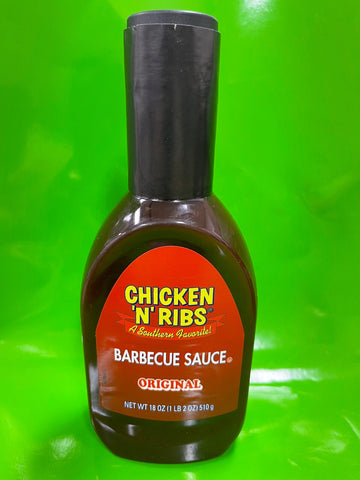 CHICKEN
'N' RIBS
A Southern Favorite!
BARBECUE SAUCE
ORIGINAL
NET WT 18 OZ (1 LB 2 OZ) 510 g